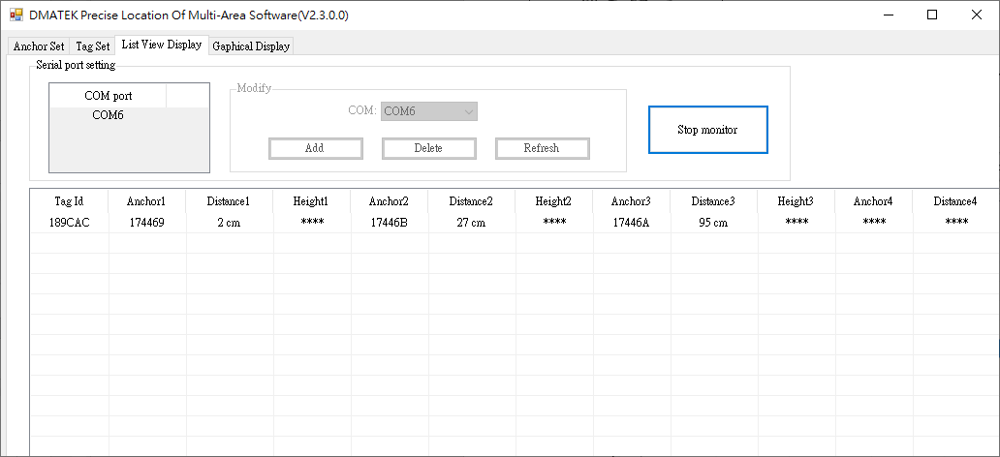 DMATEK Precise Location Of Multi-Area Software(V2.3.0.0)
Anchor Set Tag Set List View Display Gaphical Display
Serial port setting
COM port
COM6
Modify
COM: COM6
Add Delete Refresh
Stop monitor
Tag Id Anchor1 Distance1 Height1 Anchor2 Distance2 Height2 Anchor3 Distance3 Height3 Anchor4 Distance4
189CAC 174469 2 cm **** 17446B 27 cm **** 17446A 95 cm **** **** ****